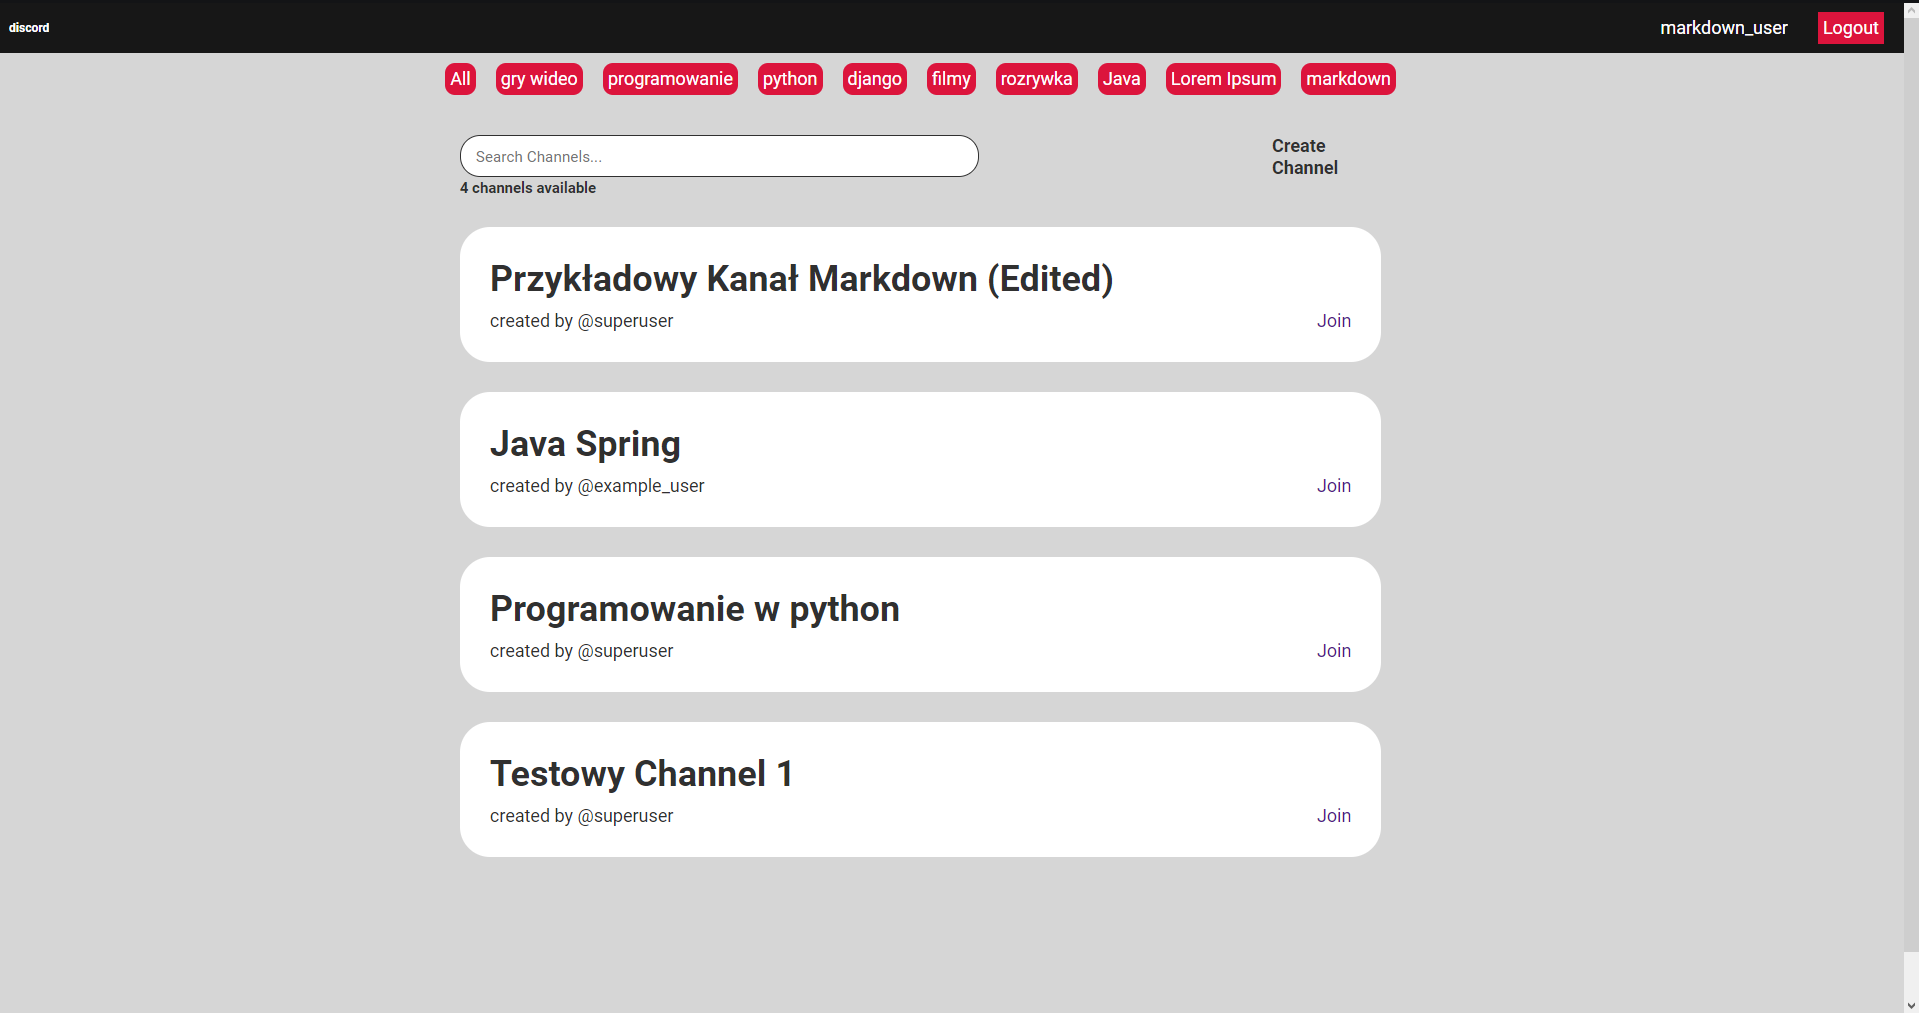 discord
markdown_user Logout
All gry wideo programowanie python django filmy rozrywka Java Lorem Ipsum markdown
Search Channels...
Create
Channel
4 channels available
Przykładowy Kanał Markdown (Edited)
created by @superuser
Join
Java Spring
created by @example_user
Join
Programowanie w python
created by @superuser
Join
Testowy Channel 1
created by @superuser
Join